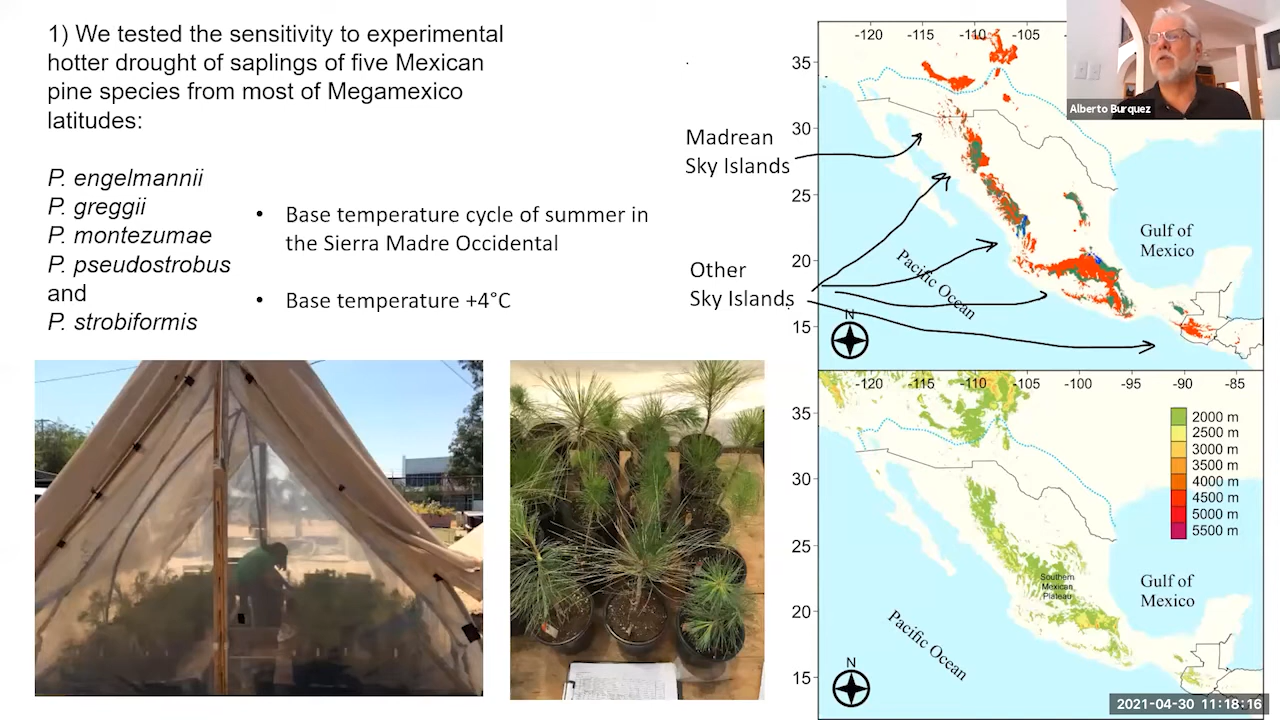 1) We tested the sensitivity to experimental
hotter drought of saplings of five Mexican
pine species from most of Megamexico
latitudes:
P. engelmannii
P. greggii
P. montezumae
P. pseudostrobus
and
P. strobiformis
• Base temperature cycle of summer in
the Sierra Madre Occidental
• Base temperature +4°C
Madrean
Sky Islands
Other
Sky Islands
-120 -115 -110 -105
35
30
25
20
15
-100 -95 -90 -85
Gulf of
Mexico
Pacific Ocean
N
Alberto Burquez
-120 -115 -110 -105 -100 -95 -90 -85
35
30
25
20
15
2000 m
2500 m
3000 m
3500 m
4000 m
4500 m
5000 m
5500 m
Southern
Mexican
Plateau
Gulf of
Mexico
Pacific Ocean
N
2021-04-30 11:18:16